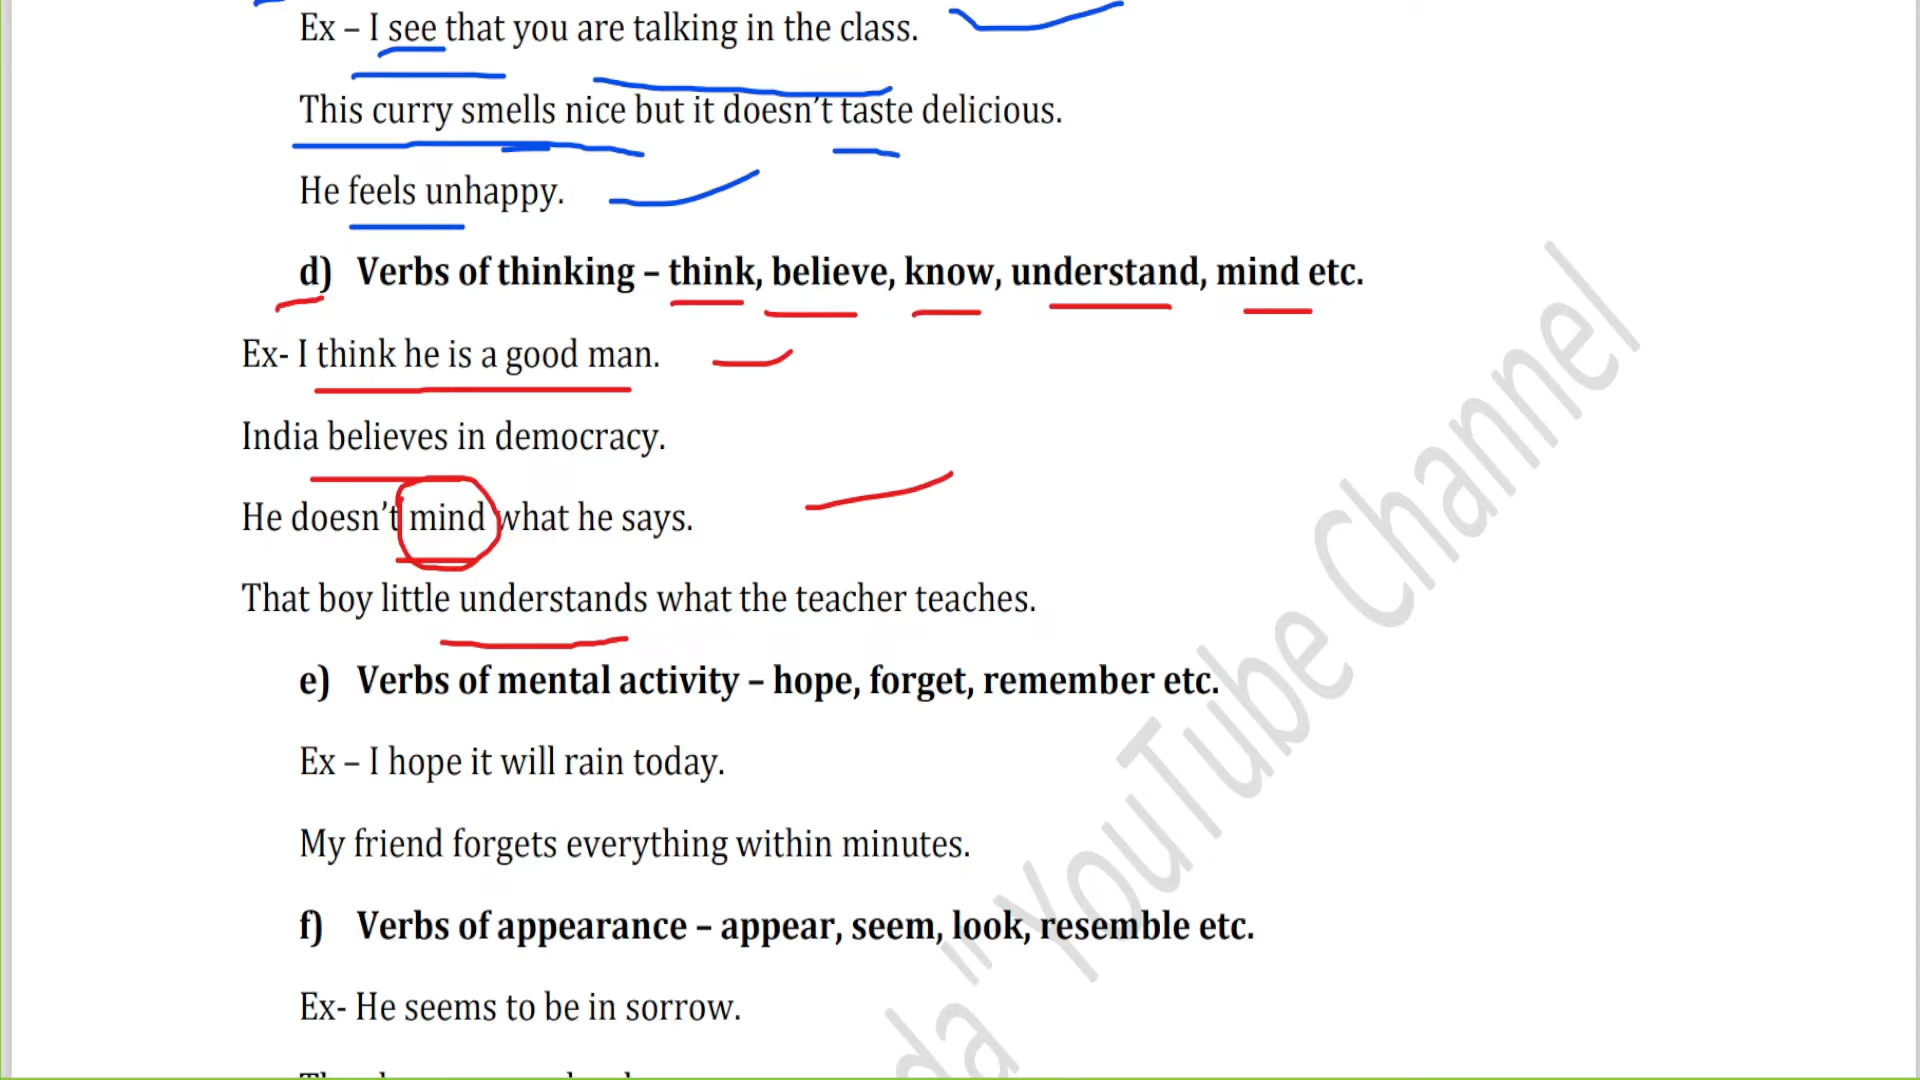 Ex – I see that you are talking in the class.
This curry smells nice but it doesn’t taste delicious.
He feels unhappy.
d) Verbs of thinking – think, believe, know, understand, mind etc.
Ex- I think he is a good man.
India believes in democracy.
He doesn’t mind what he says.
That boy little understands what the teacher teaches.
e) Verbs of mental activity – hope, forget, remember etc.
Ex – I hope it will rain today.
My friend forgets everything within minutes.
f) Verbs of appearance – appear, seem, look, resemble etc.
Ex- He seems to be in sorrow.
da" YouTube Channel